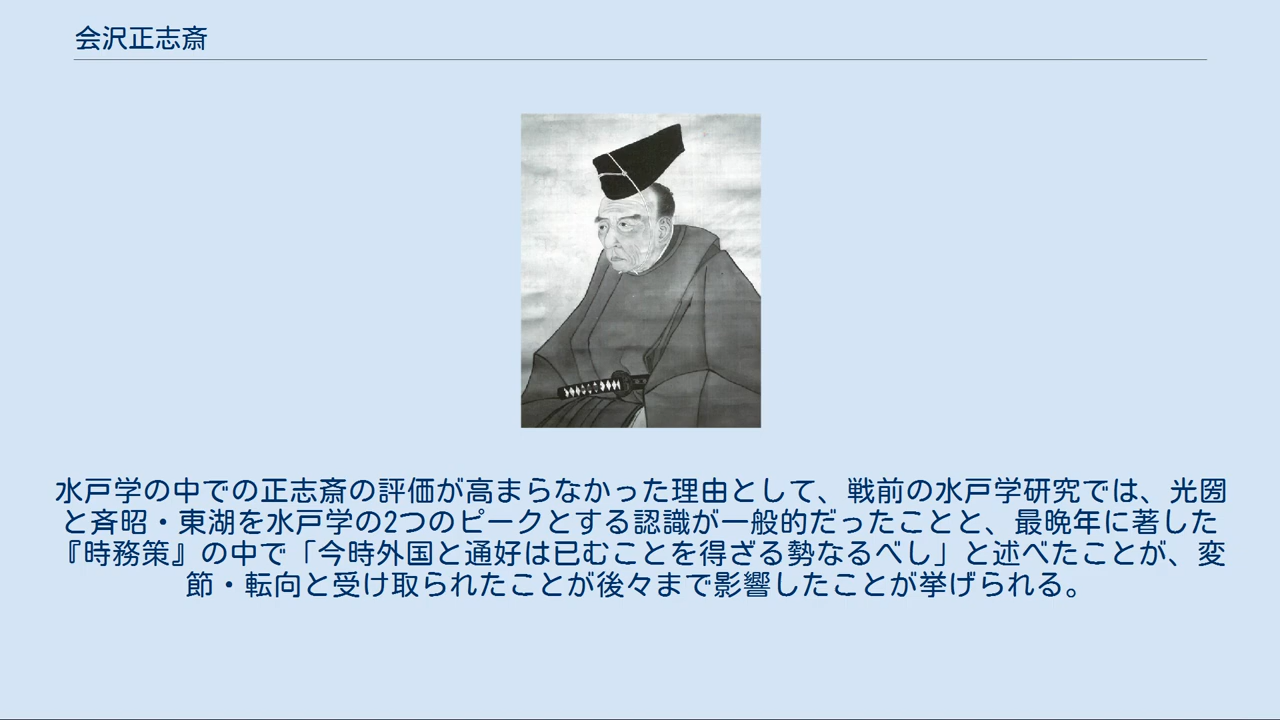 会沢正志斎
水戸学の中での正志斎の評価が高まらなかった理由として、戦前の水戸学研究では、光圀
と斉昭・東湖を水戸学の2つのピークとする認識が一般的だったことと、最晩年に著した
『時務策』の中で「今時外国と通好は已むことを得ざる勢なるべし」と述べたことが、変
節・転向と受け取られたことが後々まで影響したことが挙げられる。